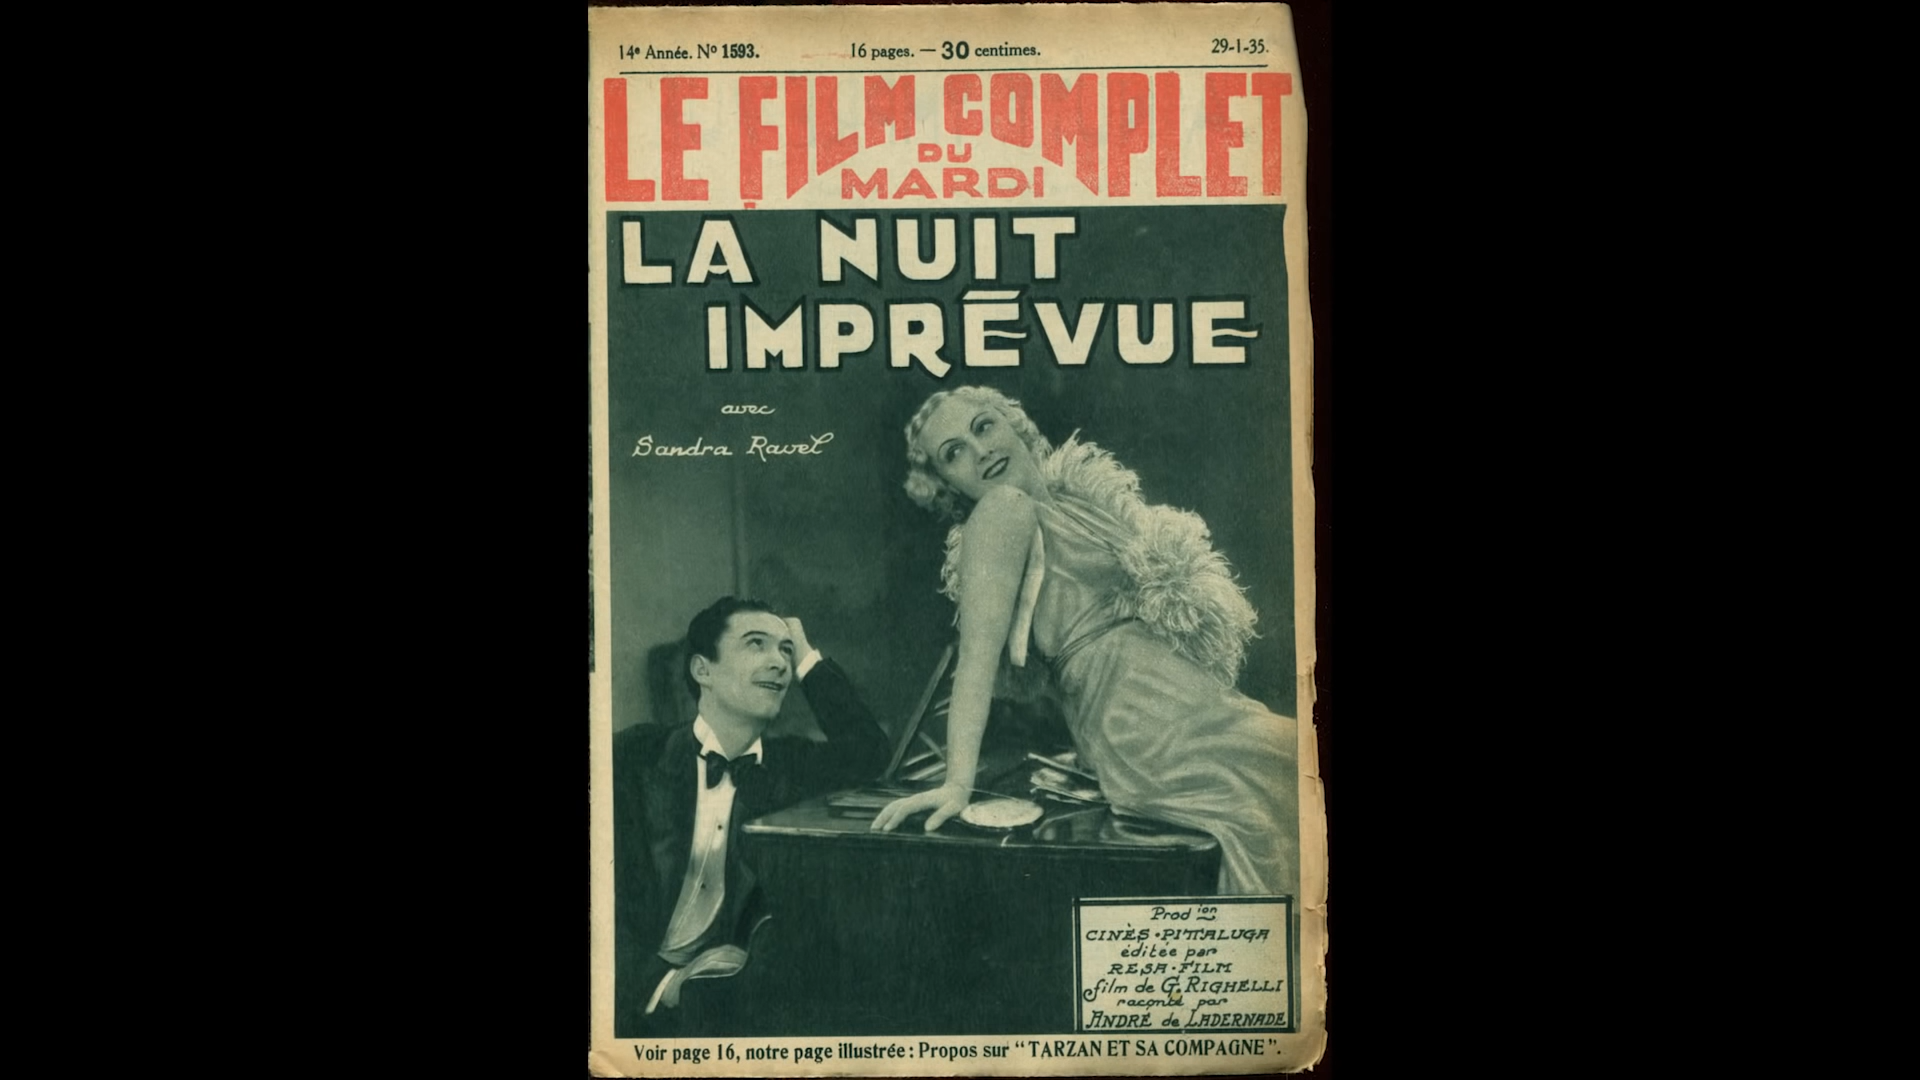 14e Année. No 1593.
16 pages. — 30 centimes.
29-1-35.
LE FILM COMPLET
DU
MARDI
LA NUIT
IMPRÉVUE
avec
Sandra Ravel
Prodion
CINÈS·PITTALUGA
éditée par
RESA·FILM
film de G. RIGHELLI
raconté par
ANDRÉ de LADERNADE
Voir page 16, notre page illustrée : Propos sur “ TARZAN ET SA COMPAGNE ”.